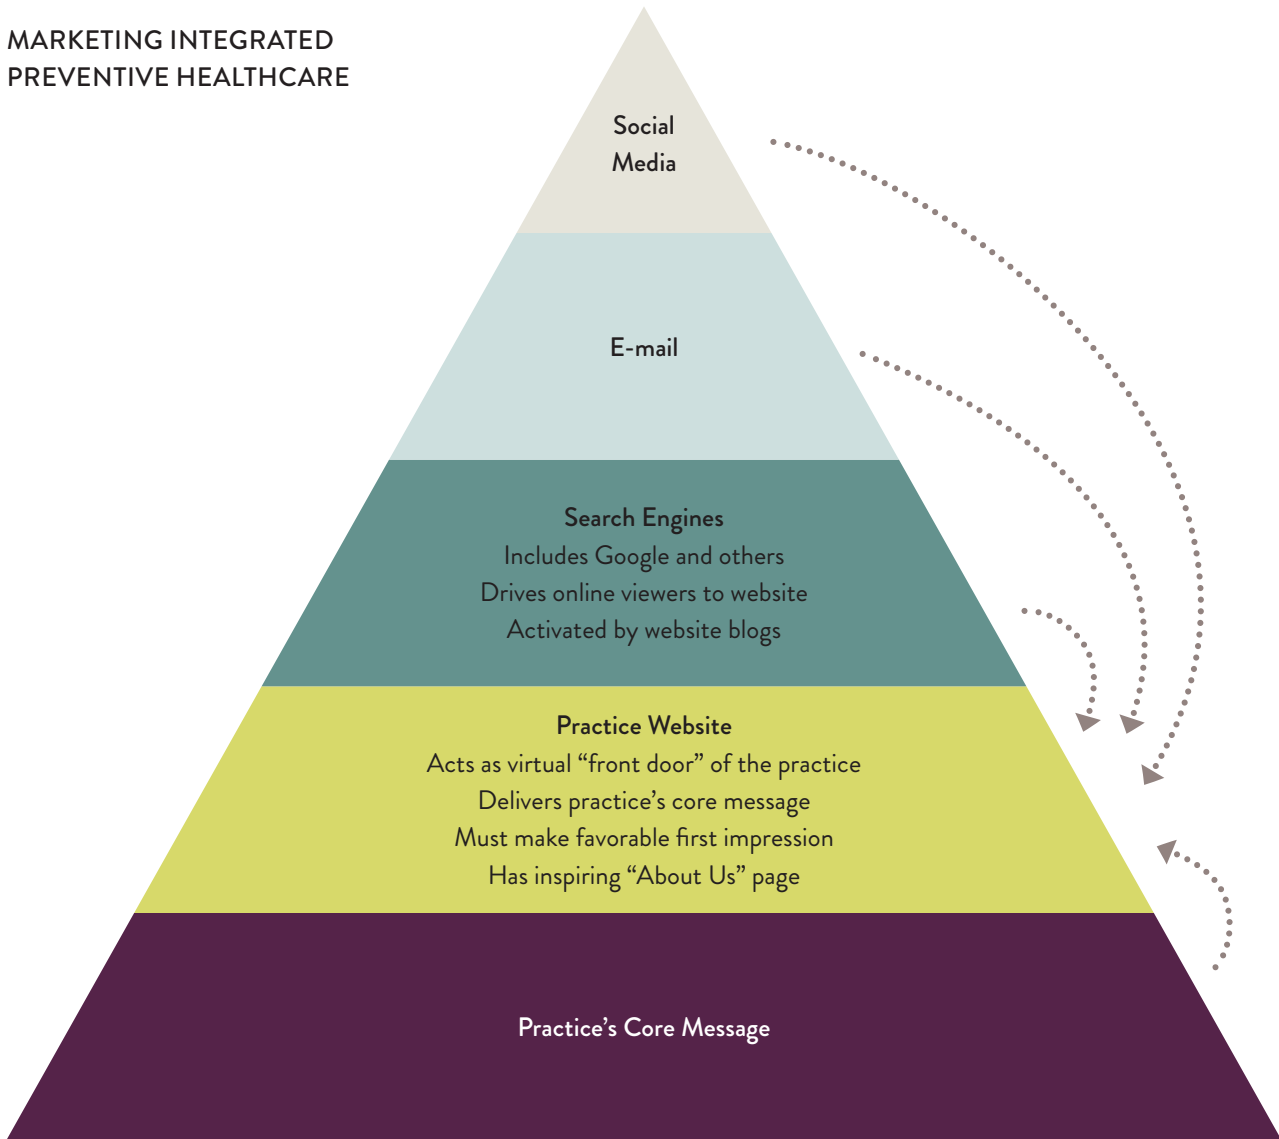 MARKETING INTEGRATED
PREVENTIVE HEALTHCARE
Social
Media
E-mail
Search Engines
Includes Google and others
Drives online viewers to website
Activated by website blogs
Practice Website
Acts as virtual “front door” of the practice
Delivers practice’s core message
Must make favorable first impression
Has inspiring “About Us” page
Practice’s Core Message